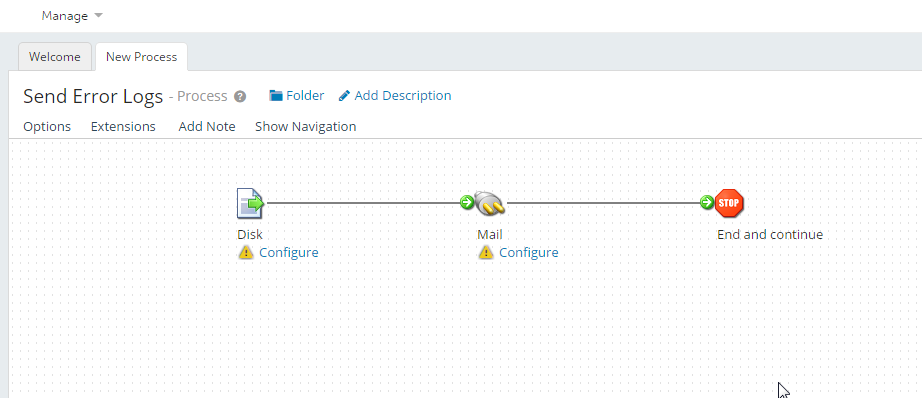 Manage
Welcome New Process
Send Error Logs - Process ? Folder Add Description
Options Extensions Add Note Show Navigation
STOP
Disk Mail End and continue
Configure Configure